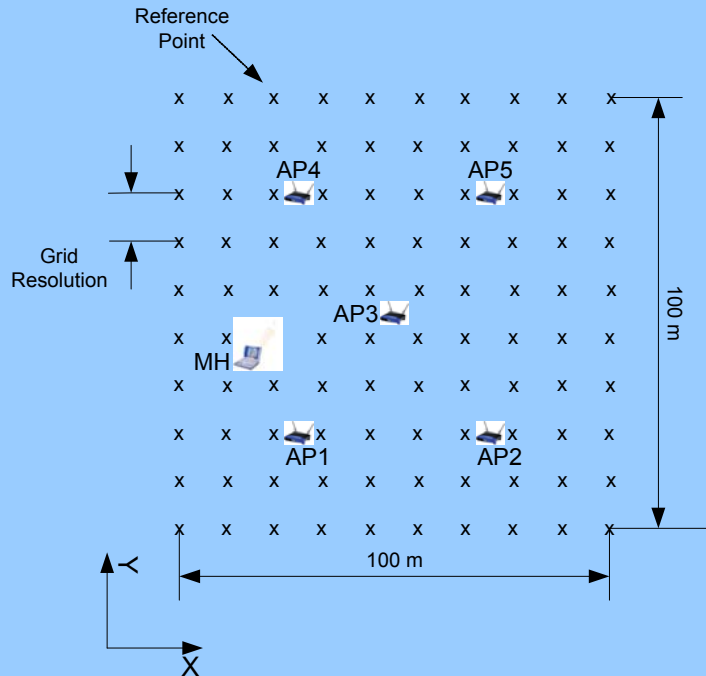 Reference
Point
AP4
AP5
Grid
Resolution
AP3
100 m
MH
AP1
AP2
100 m
Y
X